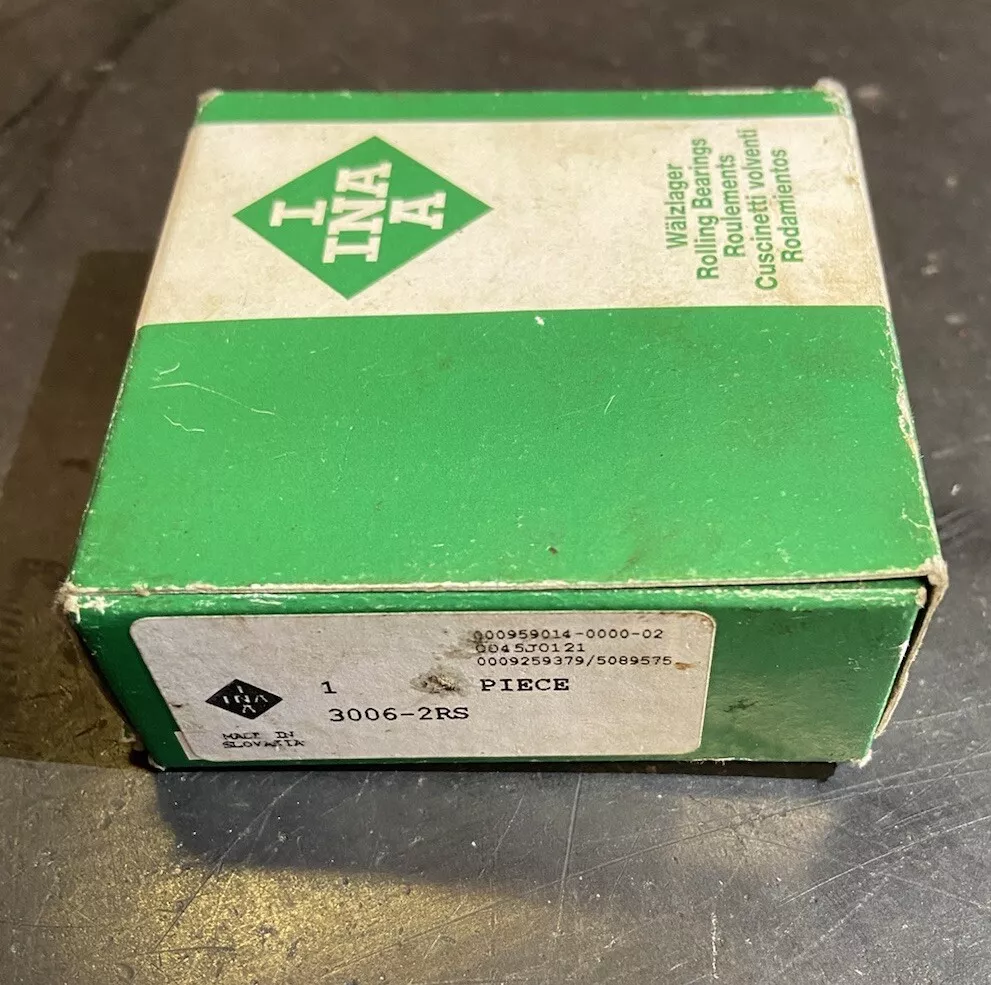 I
INA
A
Wälzlager
Rolling Bearings
Roulements
Cuscinetti volventi
Rodamientos
000959014-0000-02
0045J0121
0009259379/5089575
1 PIECE
3006-2RS
I
INA
A
MADE IN
SLOVAKIA